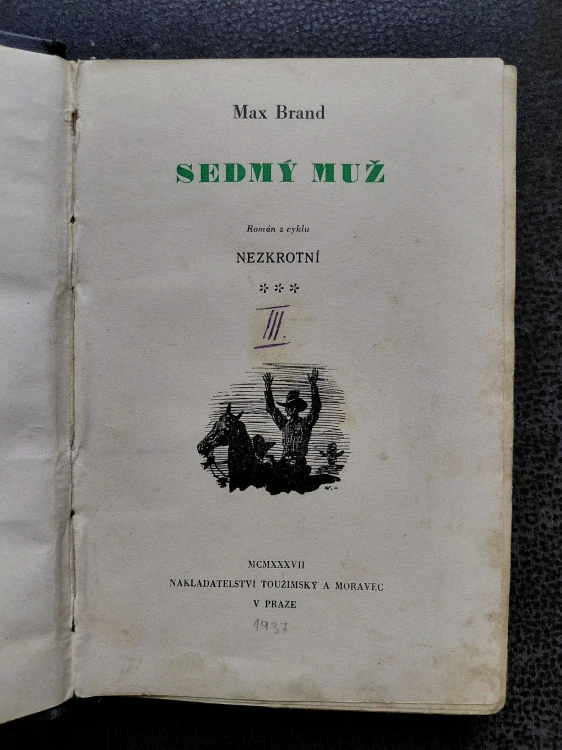 Max Brand
SEDMÝ MUŽ
Román z cyklu
NEZKROTNÍ
***
III.
MCMXXXVII
NAKLADATELSTVÍ TOUŽIMSKÝ A MORAVEC
V PRAZE
1937